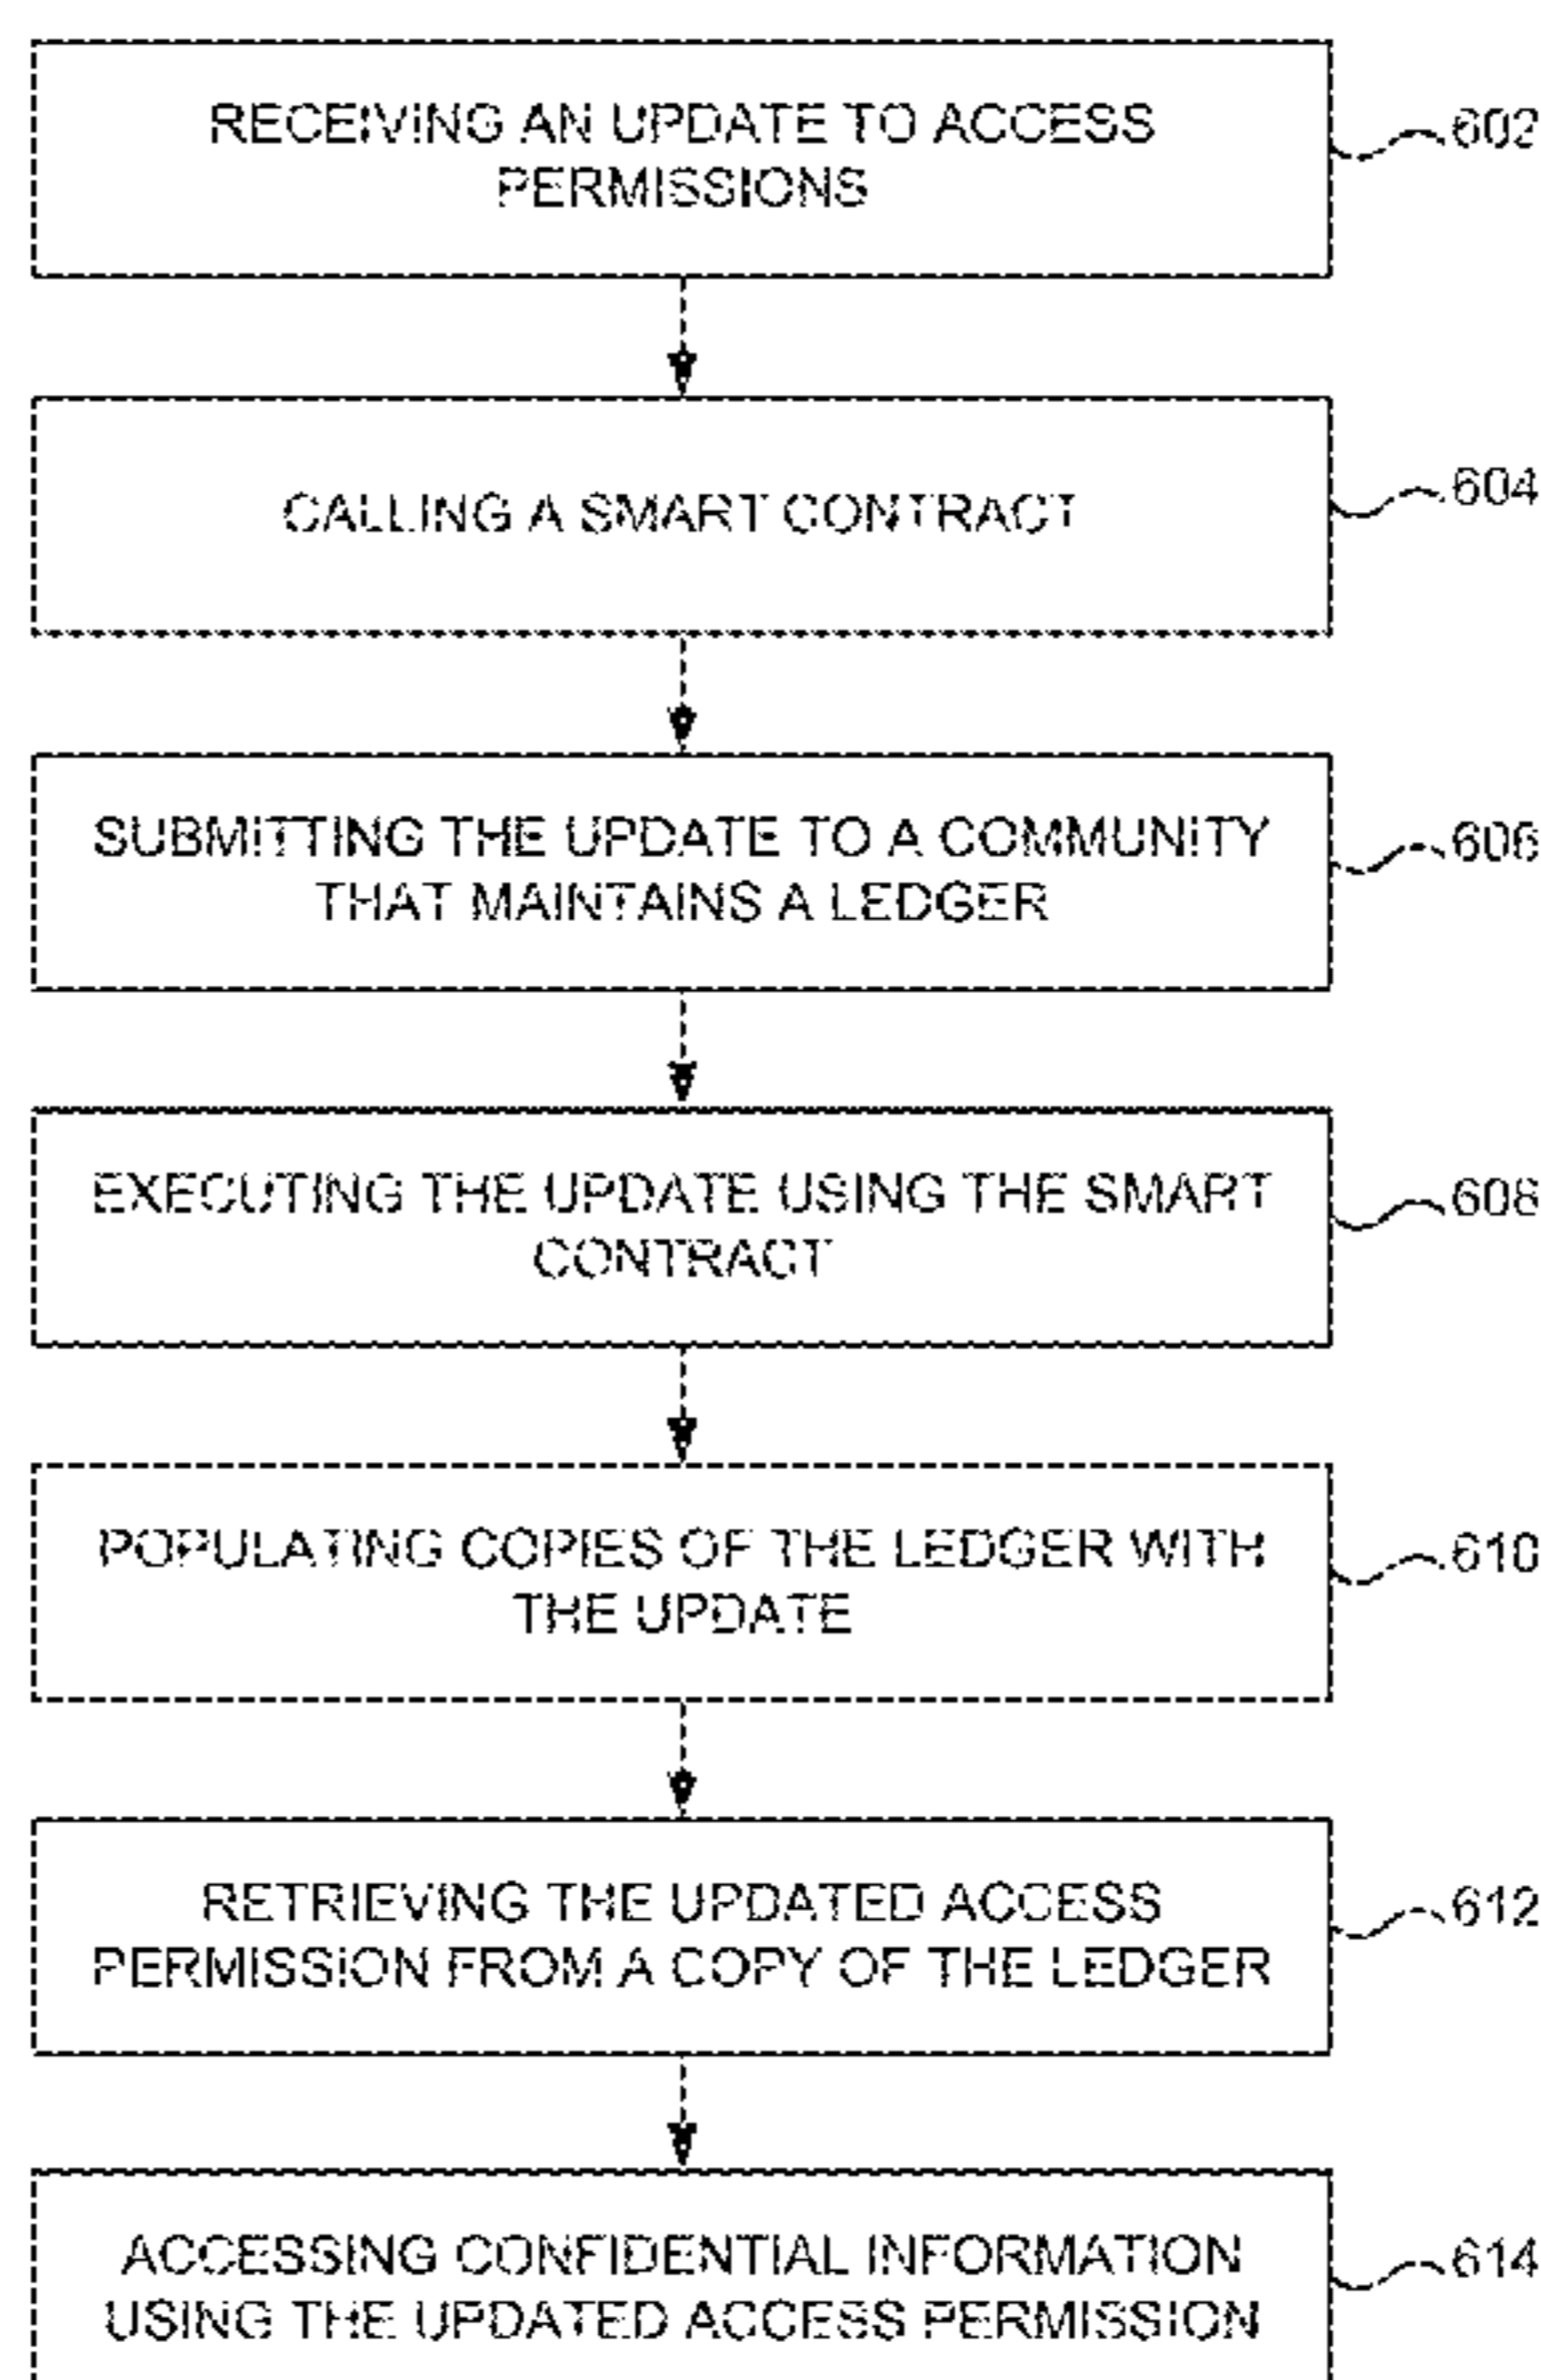 RECEIVING AN UPDATE TO ACCESS
PERMISSIONS
602
CALLING A SMART CONTRACT
604
SUBMITTING THE UPDATE TO A COMMUNITY
THAT MAINTAINS A LEDGER
606
EXECUTING THE UPDATE USING THE SMART
CONTRACT
608
POPULATING COPIES OF THE LEDGER WITH
THE UPDATE
610
RETRIEVING THE UPDATED ACCESS
PERMISSION FROM A COPY OF THE LEDGER
612
ACCESSING CONFIDENTIAL INFORMATION
USING THE UPDATED ACCESS PERMISSION
614